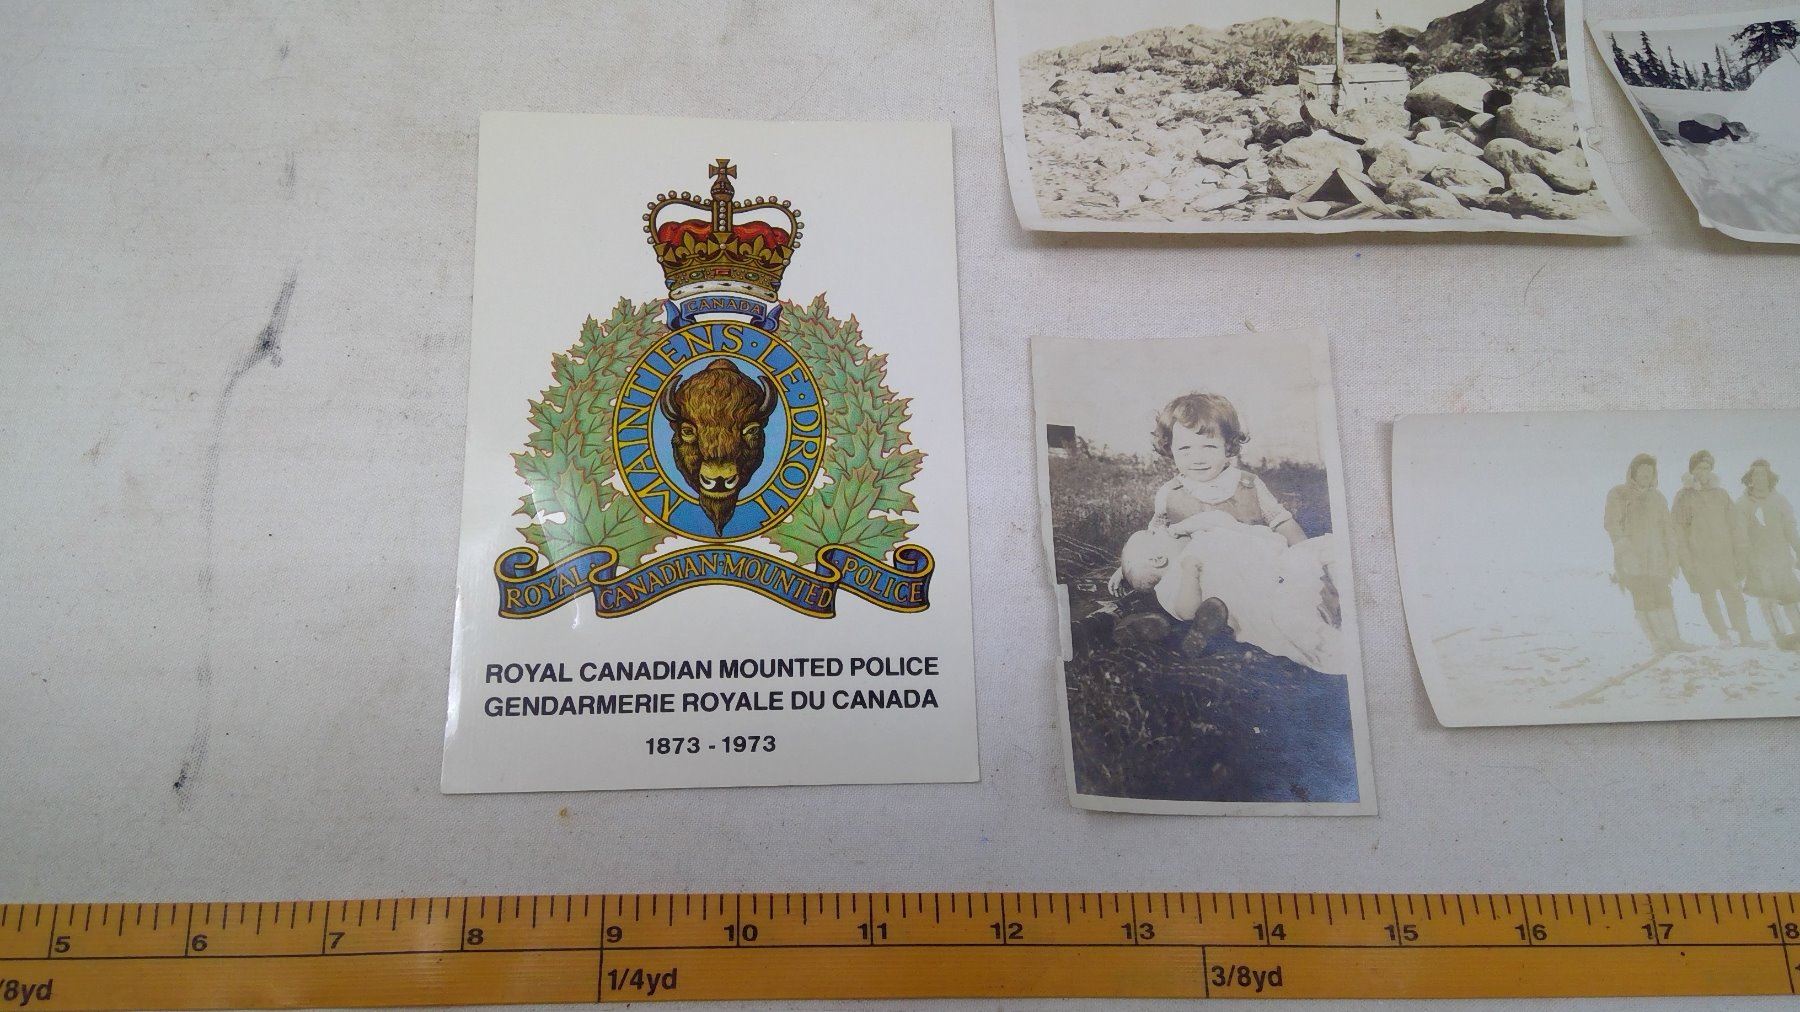 CANADA
MAINTIENS·LE·DROIT
ROYAL·CANADIAN·MOUNTED POLICE
ROYAL CANADIAN MOUNTED POLICE
GENDARMERIE ROYALE DU CANADA
1873 - 1973
5 6 7 8 9 10 11 12 13 14 15 16 17 18
/8yd 1/4yd 3/8yd